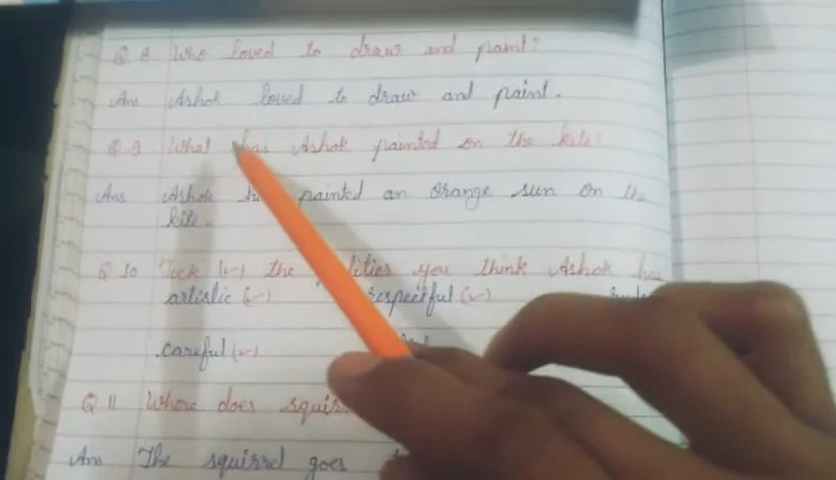 Q 8 Who loved to draw and paint?
Ans Ashok loved to draw and paint.
Q 9 What has Ashok painted on the kite?
Ans Ashok painted an orange sun on the
kite.
Q 10 Tick (✓) the you think Ashok has
artistic (✓) respectful (✓)
careful (✓)
Q 11 Where does
Ans The squirrel goes